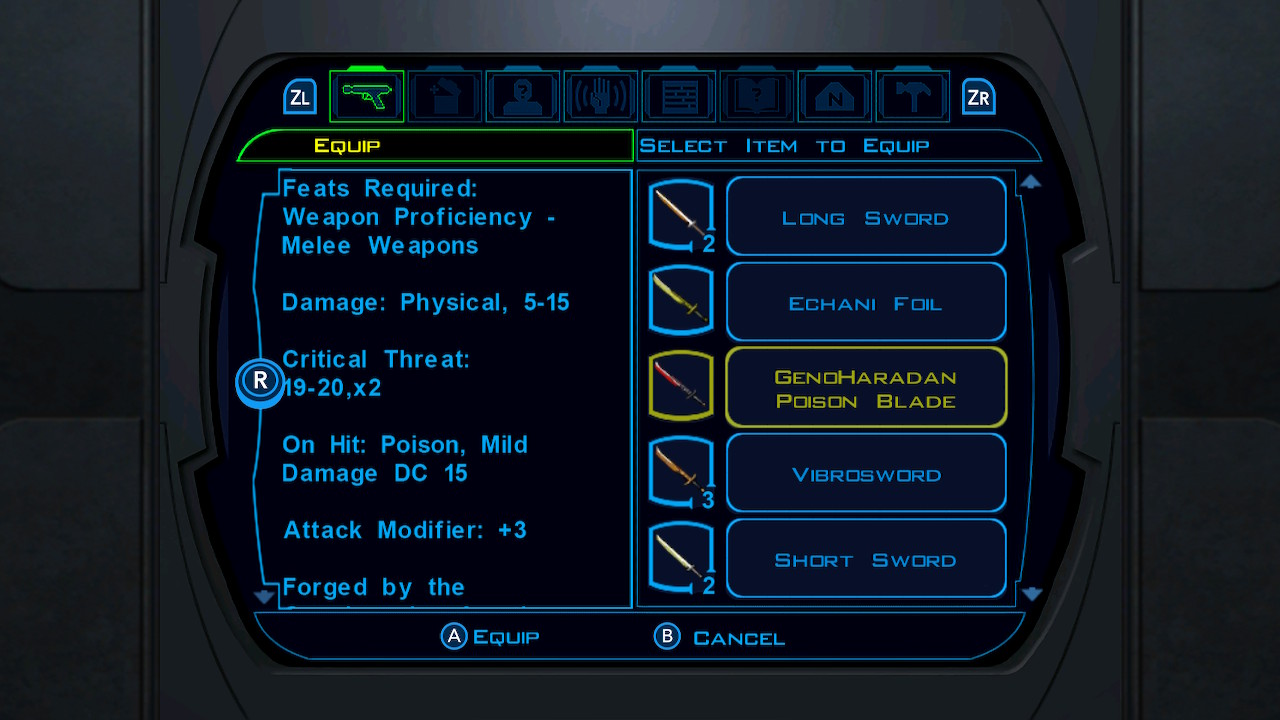 ZL
?
?
N
ZR
Equip
Select Item to Equip
Feats Required:
Weapon Proficiency -
Melee Weapons
Damage: Physical, 5-15
Critical Threat:
19-20,x2
On Hit: Poison, Mild
Damage DC 15
Attack Modifier: +3
Forged by the
R
2
Long Sword
Echani Foil
GenoHaradan
Poison Blade
3
Vibrosword
2
Short Sword
A Equip
B Cancel